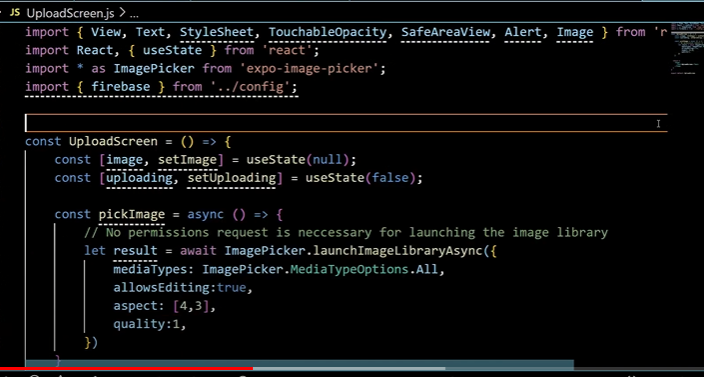 JS UploadScreen.js > ...
import { View, Text, StyleSheet, TouchableOpacity, SafeAreaView, Alert, Image } from 'r
import React, { useState } from 'react';
import * as ImagePicker from 'expo-image-picker';
import { firebase } from '../config';
const UploadScreen = () => {
const [image, setImage] = useState(null);
const [uploading, setUploading] = useState(false);
const pickImage = async () => {
// No permissions request is neccessary for launching the image library
let result = await ImagePicker.launchImageLibraryAsync({
mediaTypes: ImagePicker.MediaTypeOptions.All,
allowsEditing:true,
aspect: [4,3],
quality:1,
})
}